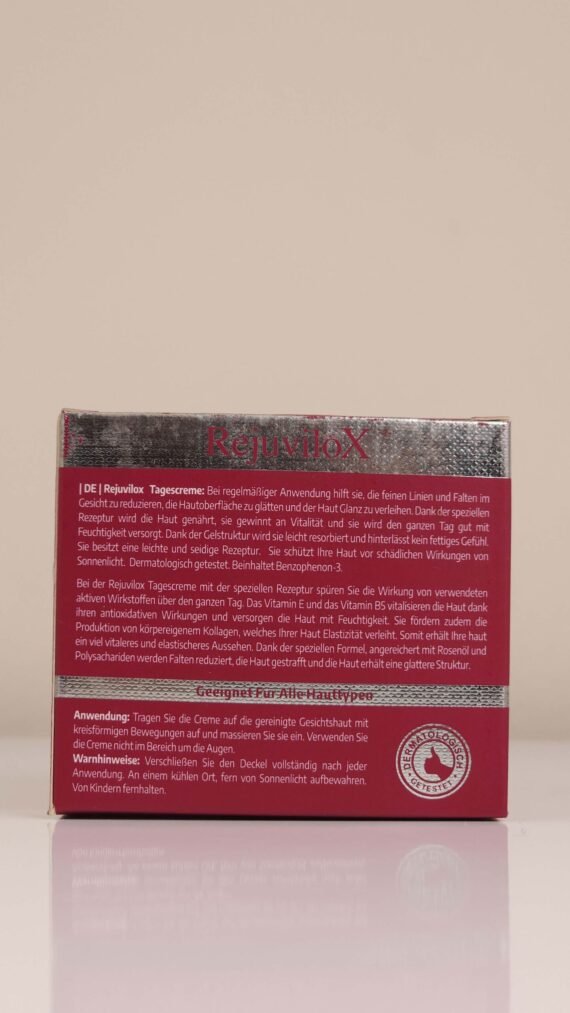 RejuviloX
| DE | Rejuvilox Tagescreme: Bei regelmäßiger Anwendung hilft sie, die feinen Linien und Falten im
Gesicht zu reduzieren, die Hautoberfläche zu glätten und der Haut Glanz zu verleihen. Dank der speziellen
Rezeptur wird die Haut genährt, sie gewinnt an Vitalität und sie wird den ganzen Tag gut mit
Feuchtigkeit versorgt. Dank der Gelstruktur wird sie leicht resorbiert und hinterlässt kein fettiges Gefühl.
Sie besitzt eine leichte und seidige Rezeptur. Sie schützt Ihre Haut vor schädlichen Wirkungen von
Sonnenlicht. Dermatologisch getestet. Beinhaltet Benzophenon-3.
Bei der Rejuvilox Tagescreme mit der speziellen Rezeptur spüren Sie die Wirkung von verwendeten
aktiven Wirkstoffen über den ganzen Tag. Das Vitamin E und das Vitamin B5 vitalisieren die Haut dank
ihren antioxidativen Wirkungen und versorgen die Haut mit Feuchtigkeit. Sie fördern zudem die
Produktion von körpereigenem Kollagen, welches Ihrer Haut Elastizität verleiht. Somit erhält Ihre haut
ein viel vitaleres und elastischeres Aussehen. Dank der speziellen Formel, angereichert mit Rosenöl und
Polysachariden werden Falten reduziert, die Haut gestrafft und die Haut erhält eine glattere Struktur.
Geeignet Für Alle Hauttypen
Anwendung: Tragen Sie die Creme auf die gereinigte Gesichtshaut mit
kreisförmigen Bewegungen auf und massieren Sie sie ein. Verwenden Sie
die Creme nicht im Bereich um die Augen.
Warnhinweise: Verschließen Sie den Deckel vollständig nach jeder
Anwendung. An einem kühlen Ort, fern von Sonnenlicht aufbewahren.
Von Kindern fernhalten.
DERMATOLOGISCH
GETESTET